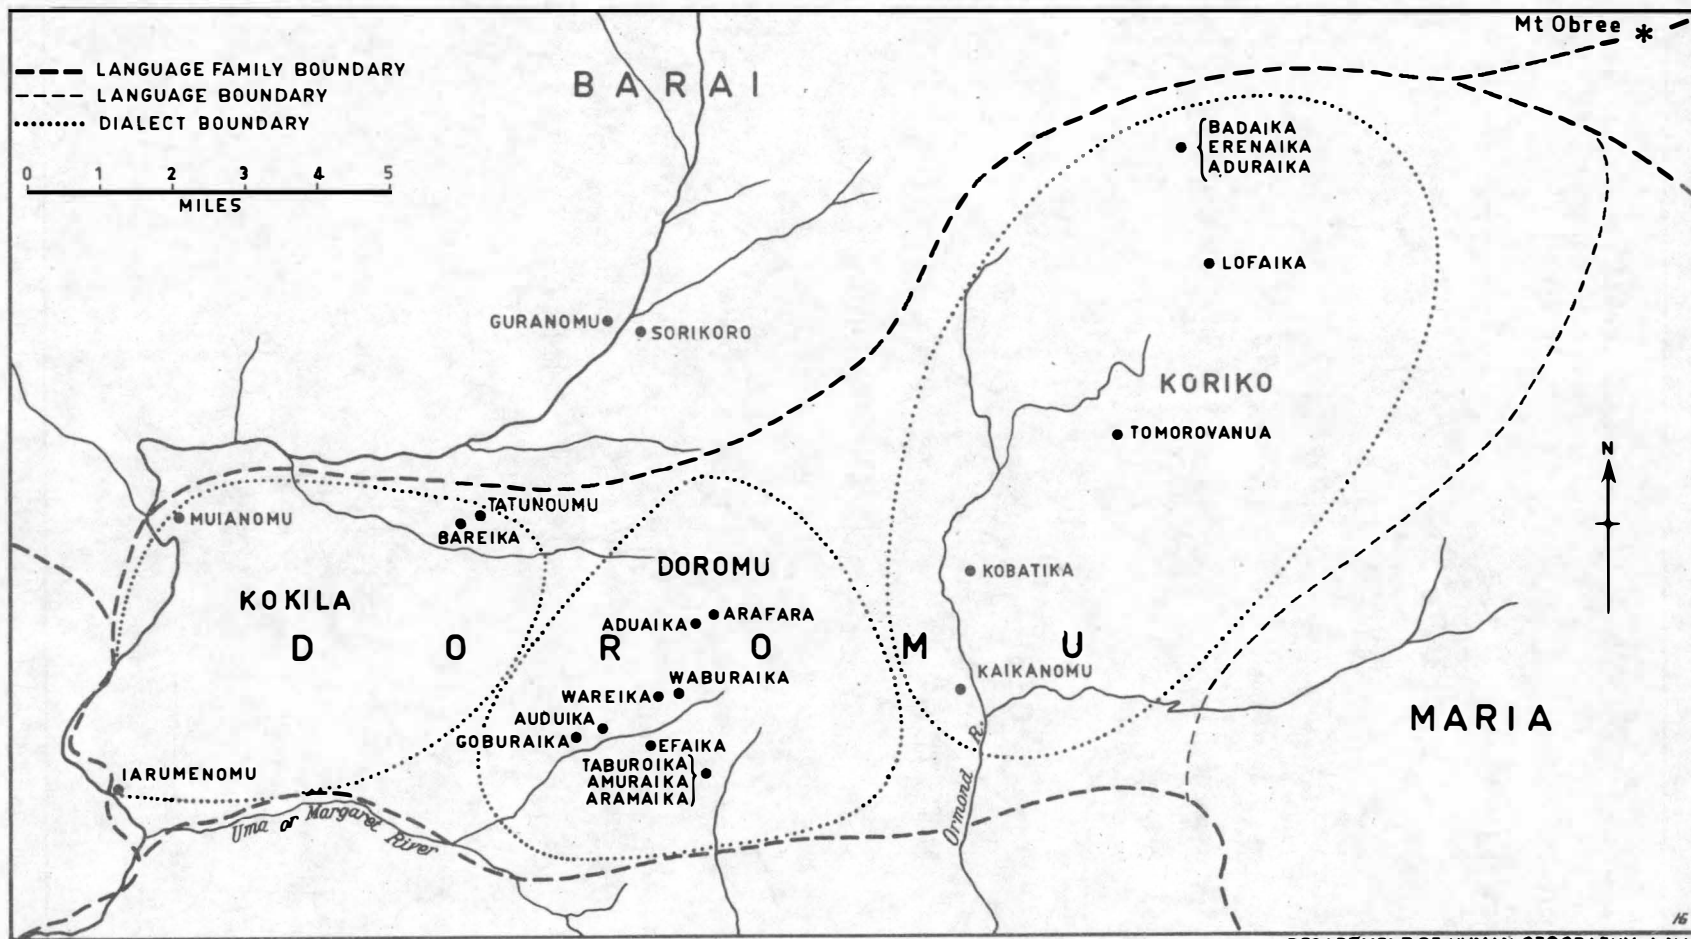 Mt Obree
LANGUAGE FAMILY BOUNDARY
LANGUAGE BOUNDARY
DIALECT BOUNDARY
0 1 2 3 4 5
MILES
BARAI
BADAIKA
ERENAIKA
ADURAIKA
LOFAIKA
GURANOMU
SORIKORO
KORIKO
TOMOROVANUA
N
MUIANOMU
TATUNOUMU
BAREIKA
DOROMU
KOBATIKA
KOKILA
ARAFARA
ADUAIKA
DOROMU
KAIKANOMU
WABURAIKA
WAREIKA
AUDUIKA
GOBURAIKA
EFAIKA
MARIA
TABUROIKA
AMURAIKA
ARAMAIKA
IARUMENOMU
Uma or Margaret River
Ormond R.
16